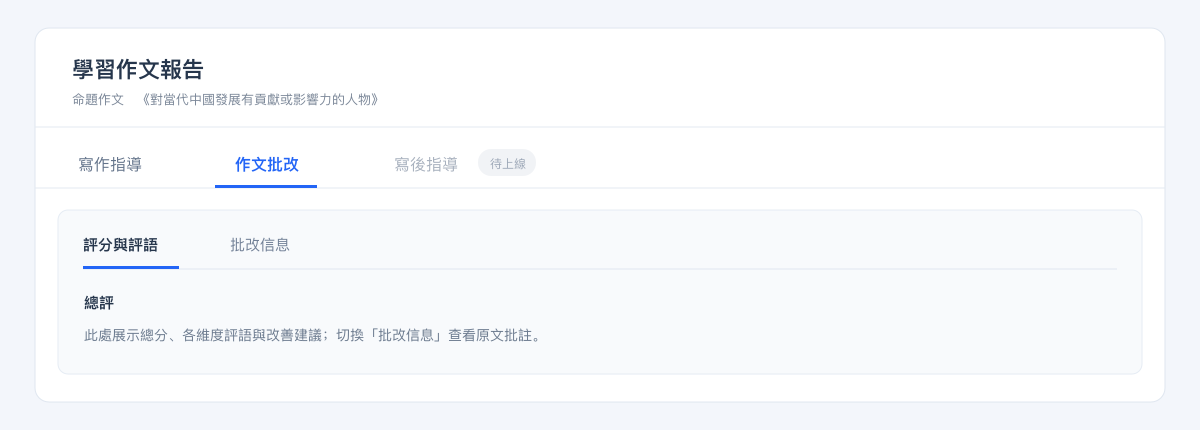 學習作文報告
命題作文 《對當代中國發展有貢獻或影響力的人物》
寫作指導 作文批改 寫後指導 待上線
評分與評語 批改信息
總評
此處展示總分、各維度評語與改善建議；切換「批改信息」查看原文批註。